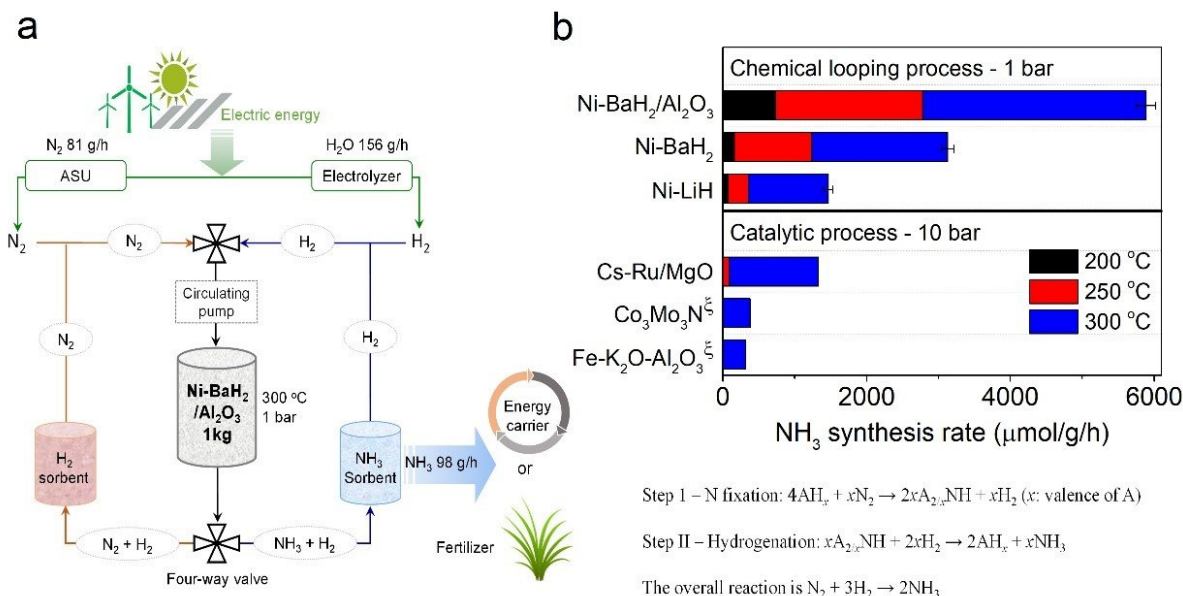 a
Electric energy
N₂ 81 g/h
H₂O 156 g/h
ASU
Electrolyzer
N₂
N₂
H₂
H₂
Circulating
pump
N₂
H₂
Ni-BaH₂
/Al₂O₃
1kg
300 °C
1 bar
H₂
sorbent
NH₃
Sorbent
NH₃ 98 g/h
Energy
carrier
or
Fertilizer
N₂ + H₂
NH₃ + H₂
Four-way valve
b
Chemical looping process - 1 bar
Ni-BaH₂/Al₂O₃
Ni-BaH₂
Ni-LiH
Catalytic process - 10 bar
Cs-Ru/MgO
Co₃Mo₃N^ξ
Fe-K₂O-Al₂O₃^ξ
200 °C
250 °C
300 °C
0 2000 4000 6000
NH₃ synthesis rate (μmol/g/h)
Step 1 – N fixation: 4AHₓ + xN₂ → 2xA₂/ₓNH + xH₂ (x: valence of A)
Step II – Hydrogenation: xA₂/ₓNH + 2xH₂ → 2AHₓ + xNH₃
The overall reaction is N₂ + 3H₂ → 2NH₃